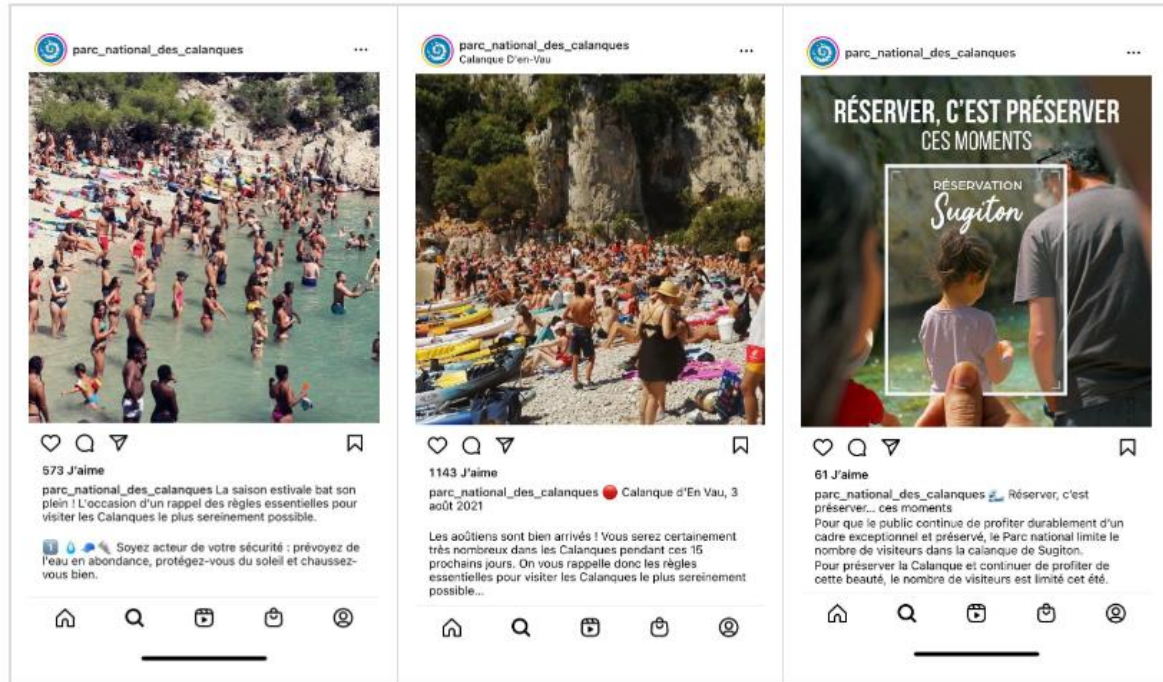 parc_national_des_calanques
573 J'aime
parc_national_des_calanques La saison estivale bat son
plein ! L'occasion d'un rappel des règles essentielles pour
visiter les Calanques le plus sereinement possible.
1 Soyez acteur de votre sécurité : prévoyez de
l'eau en abondance, protégez-vous du soleil et chaussez-
vous bien.
parc_national_des_calanques
Calanque D'en-Vau
1143 J'aime
parc_national_des_calanques 🔴 Calanque d'En Vau, 3
août 2021
Les aoûtiens sont bien arrivés ! Vous serez certainement
très nombreux dans les Calanques pendant ces 15
prochains jours. On vous rappelle donc les règles
essentielles pour visiter les Calanques le plus sereinement
possible...
parc_national_des_calanques
RÉSERVER, C'EST PRÉSERVER
CES MOMENTS
RÉSERVATION
Sugiton
61 J'aime
parc_national_des_calanques 🌊 Réserver, c'est
préserver... ces moments
Pour que le public continue de profiter durablement d'un
cadre exceptionnel et préservé, le Parc national limite le
nombre de visiteurs dans la calanque de Sugiton.
Pour préserver la Calanque et continuer de profiter de
cette beauté, le nombre de visiteurs est limité cet été.